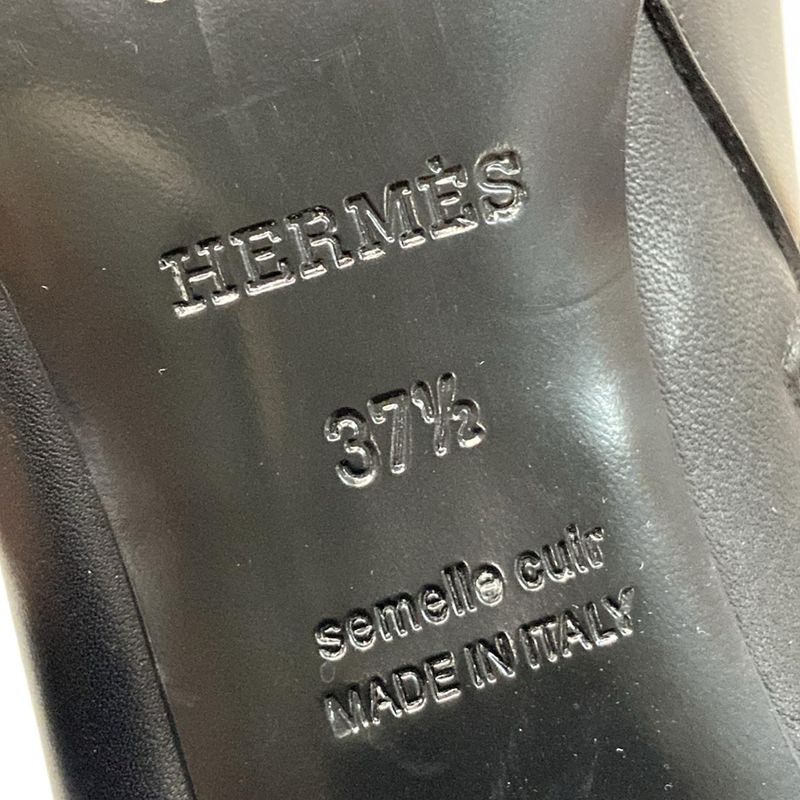 HERMÈS
37½
semelle cuir
MADE IN ITALY